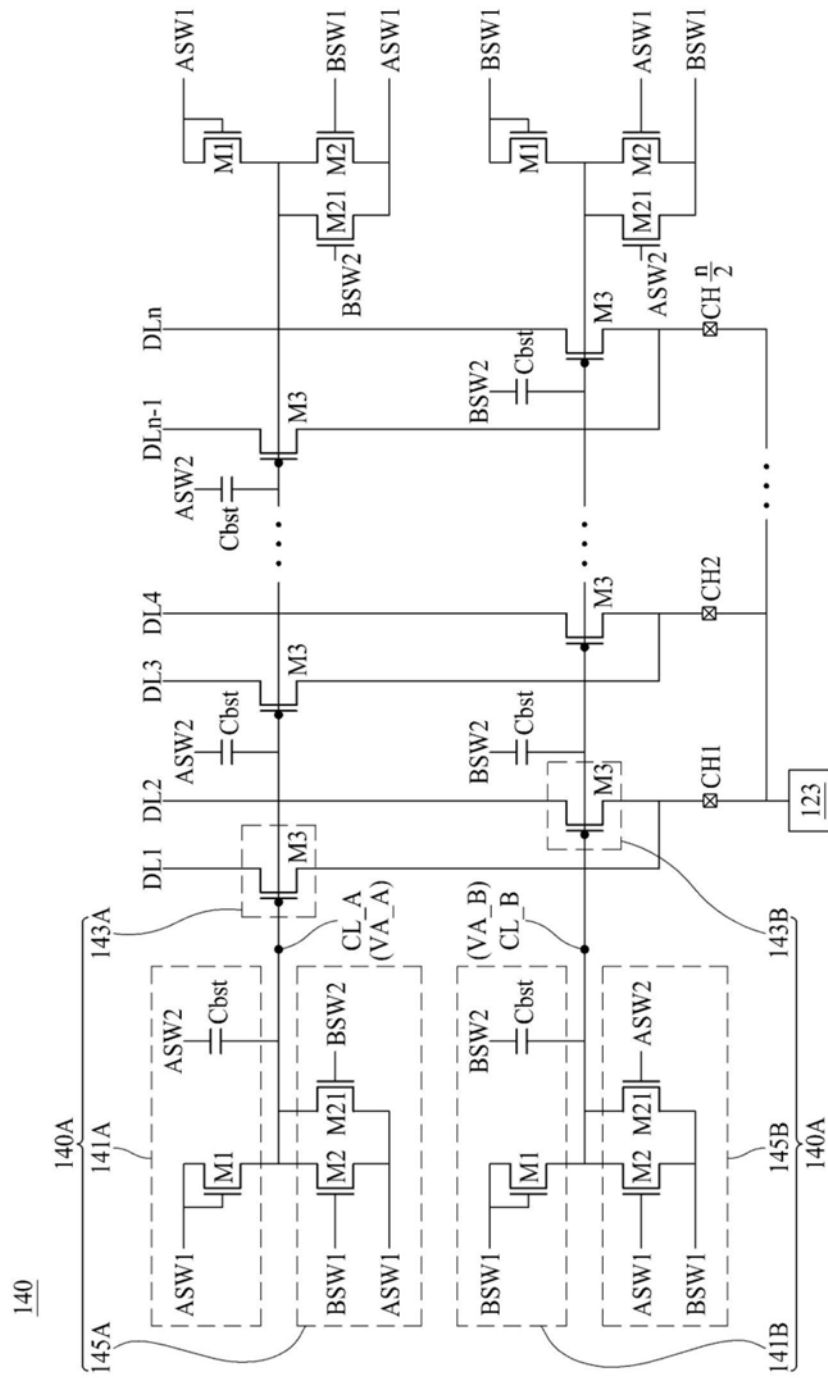 140
140A
145A
141A
143A
ASW1
M1
ASW2
Cbst
BSW1
ASW1
M2
M21
BSW2
CL_A
(VA_A)
DL1
M3
DL2
ASW2
Cbst
DL3
M3
DL4
ASW2
Cbst
DLn-1
M3
DLn
ASW1
M1
BSW1
ASW1
M2
M21
BSW2
BSW1
M1
BSW2
Cbst
ASW1
BSW1
M2
M21
ASW2
(VA_B)
CL_B
M3
BSW2
Cbst
M3
BSW2
Cbst
M3
BSW1
M1
ASW1
BSW1
M2
M21
ASW2
141B
145B
143B
140A
CH1
CH2
CH n/2
123